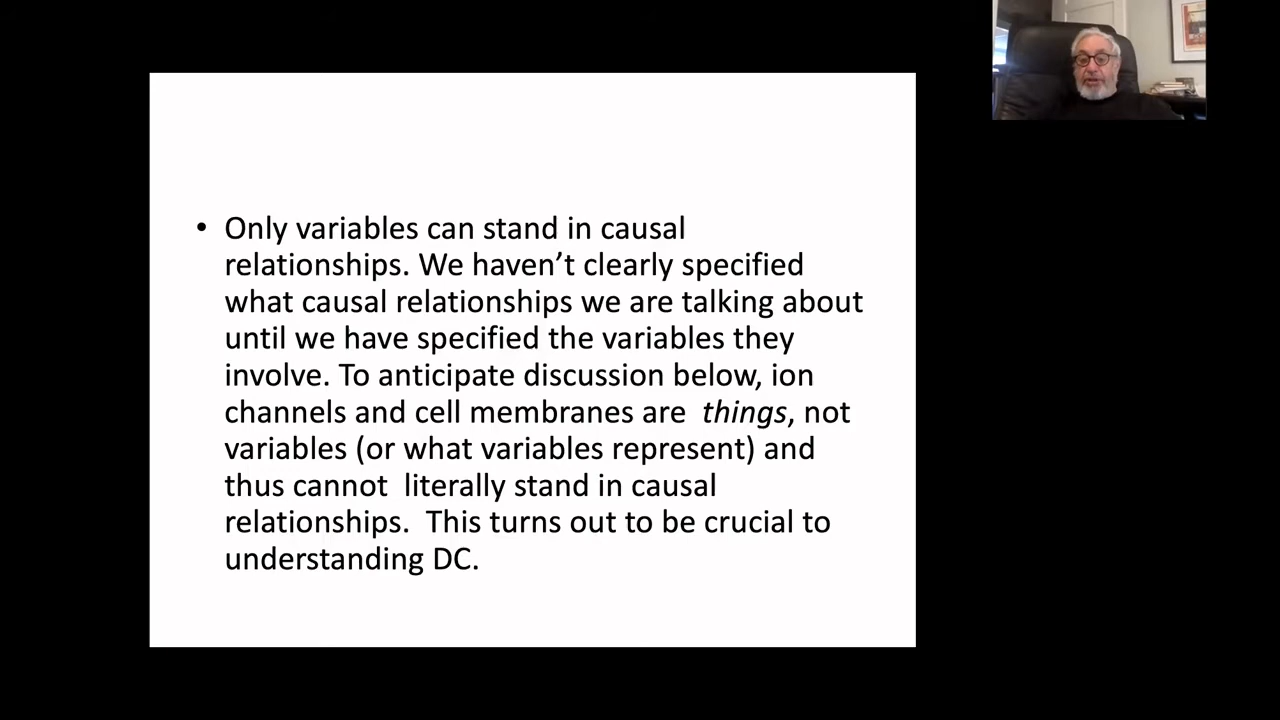 • Only variables can stand in causal
relationships. We haven’t clearly specified
what causal relationships we are talking about
until we have specified the variables they
involve. To anticipate discussion below, ion
channels and cell membranes are things, not
variables (or what variables represent) and
thus cannot literally stand in causal
relationships. This turns out to be crucial to
understanding DC.